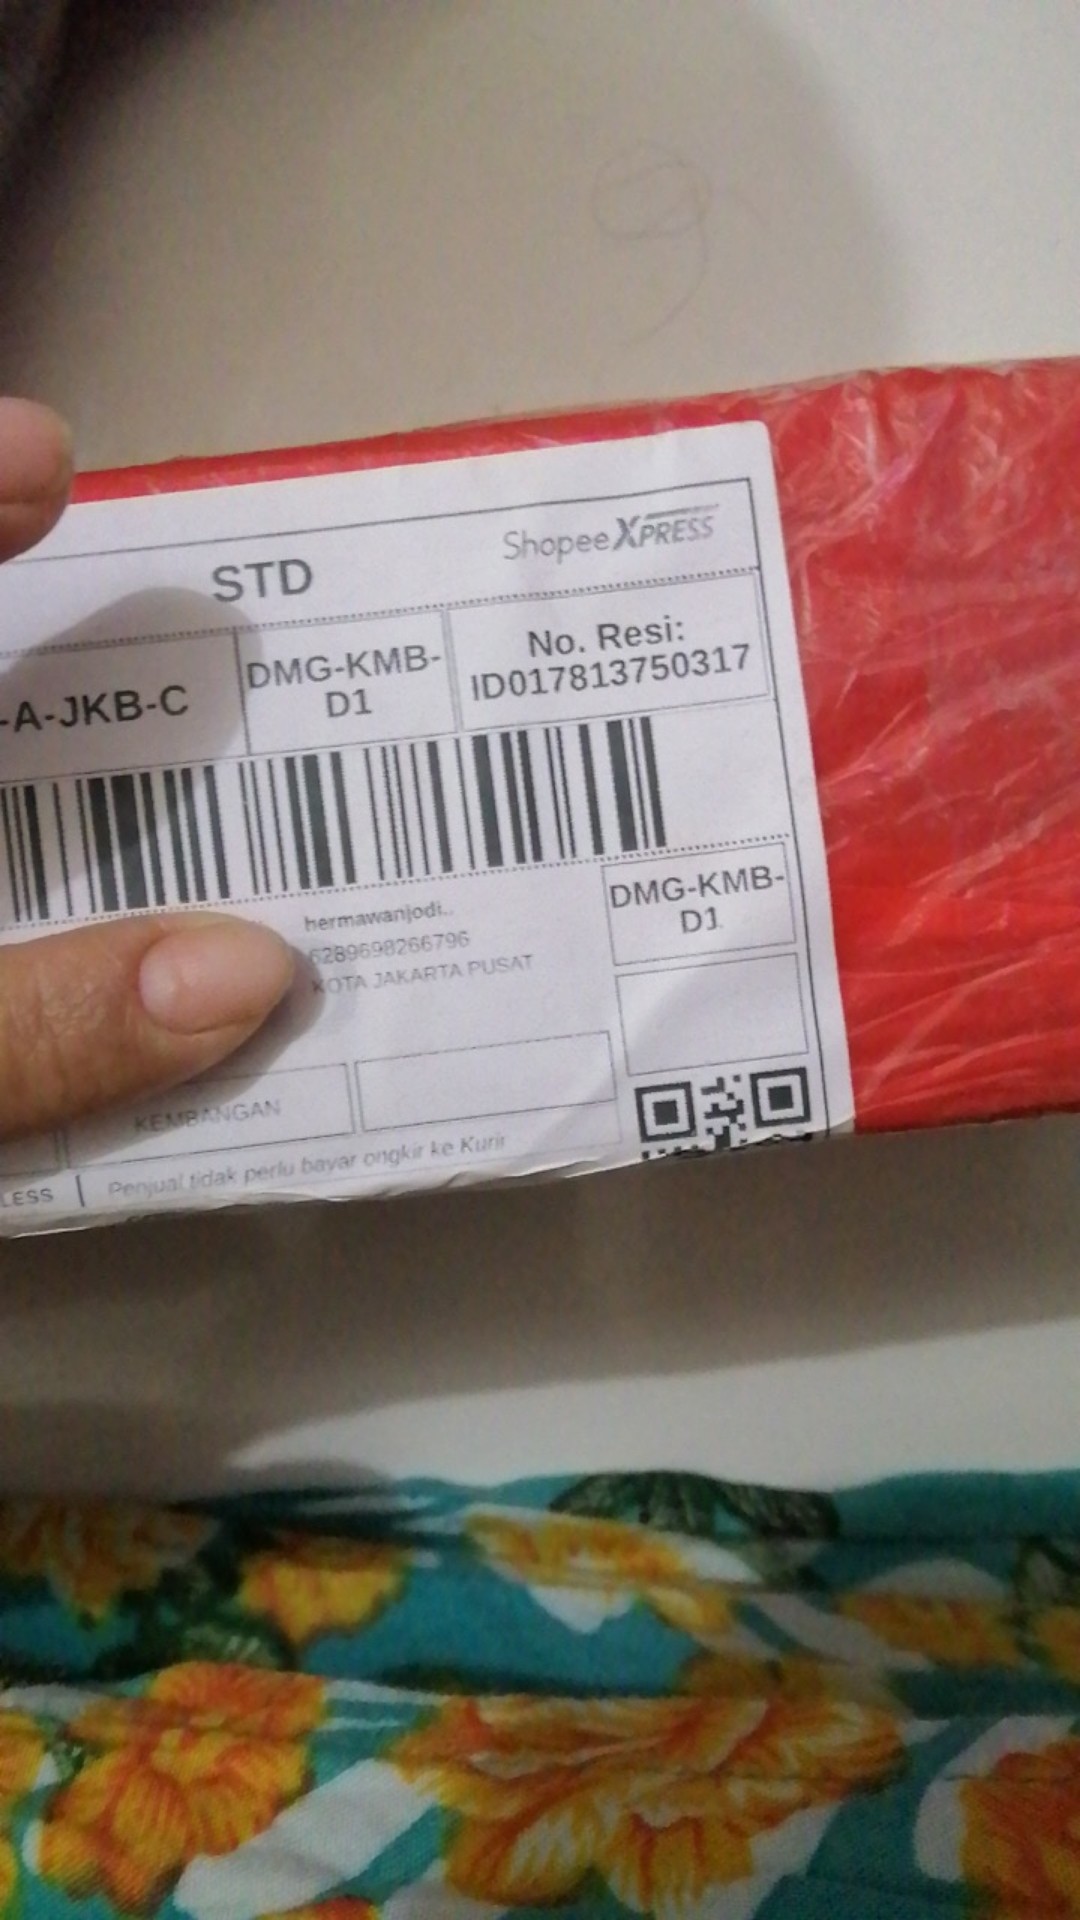 STD
ShopeeXPRESS
-A-JKB-C
DMG-KMB-
D1
No. Resi:
ID017813750317
hermawanjodi..
6289698266796
KOTA JAKARTA PUSAT
DMG-KMB-
D1
KEMBANGAN
LESS
Penjual tidak perlu bayar ongkir ke Kurir